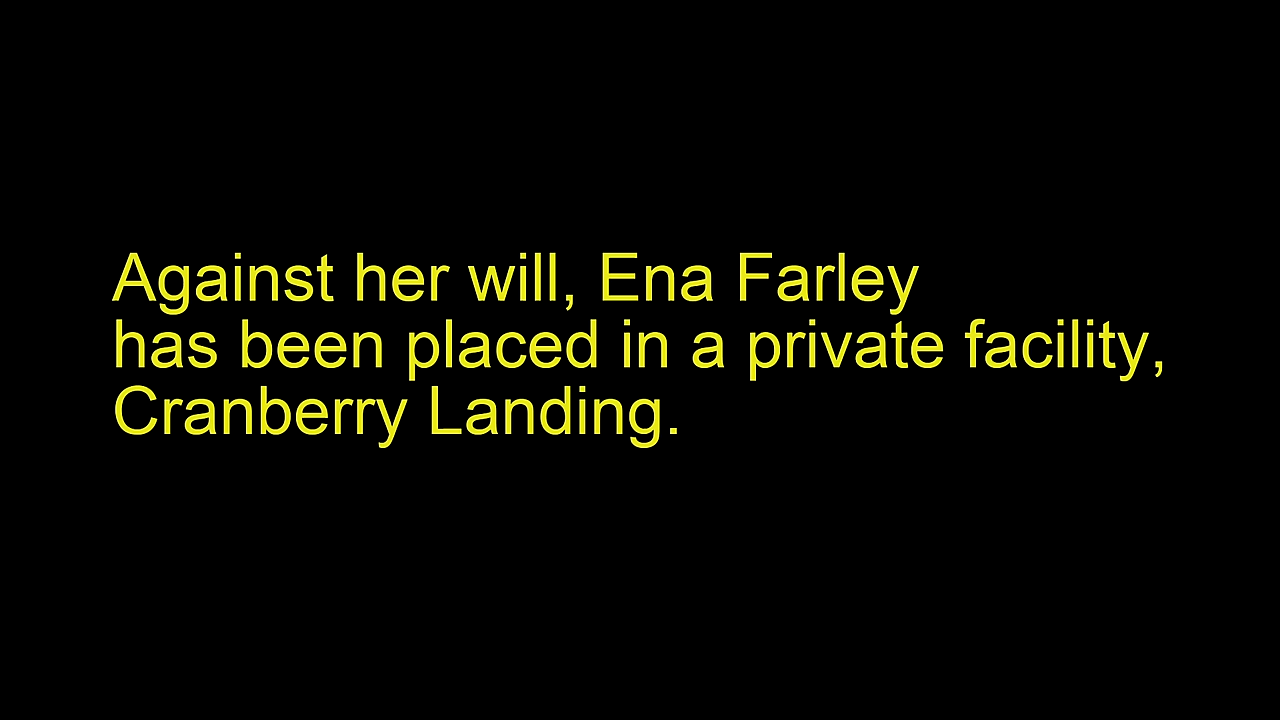 Against her will, Ena Farley
has been placed in a private facility,
Cranberry Landing.